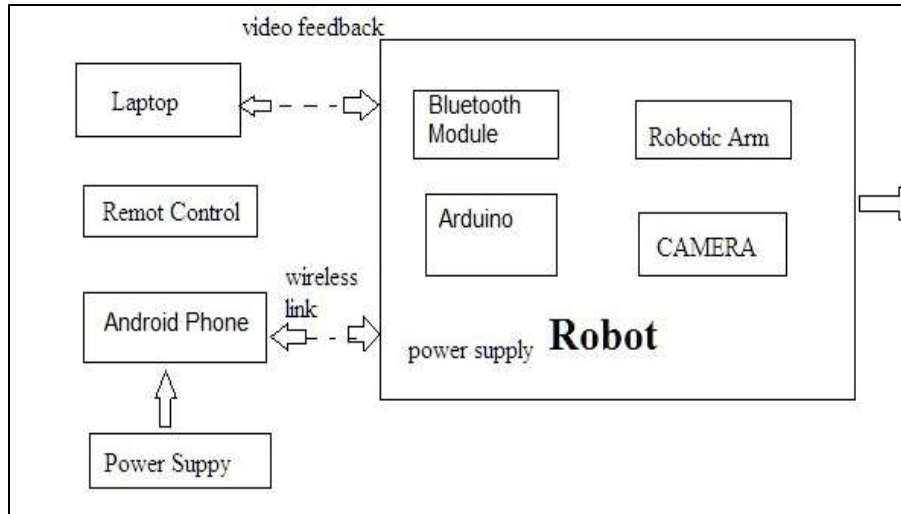 video feedback
Laptop
Bluetooth
Module
Robotic Arm
Remot Control
Arduino
CAMERA
wireless
link
Android Phone
power supply Robot
Power Suppy